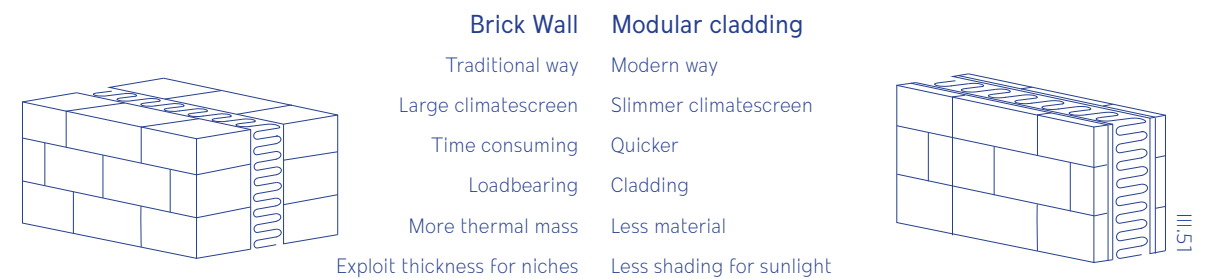 Brick Wall Modular cladding
Traditional way Modern way
Large climatescreen Slimmer climatescreen
Time consuming Quicker
Loadbearing Cladding
More thermal mass Less material
Exploit thickness for niches Less shading for sunlight
Ill.51